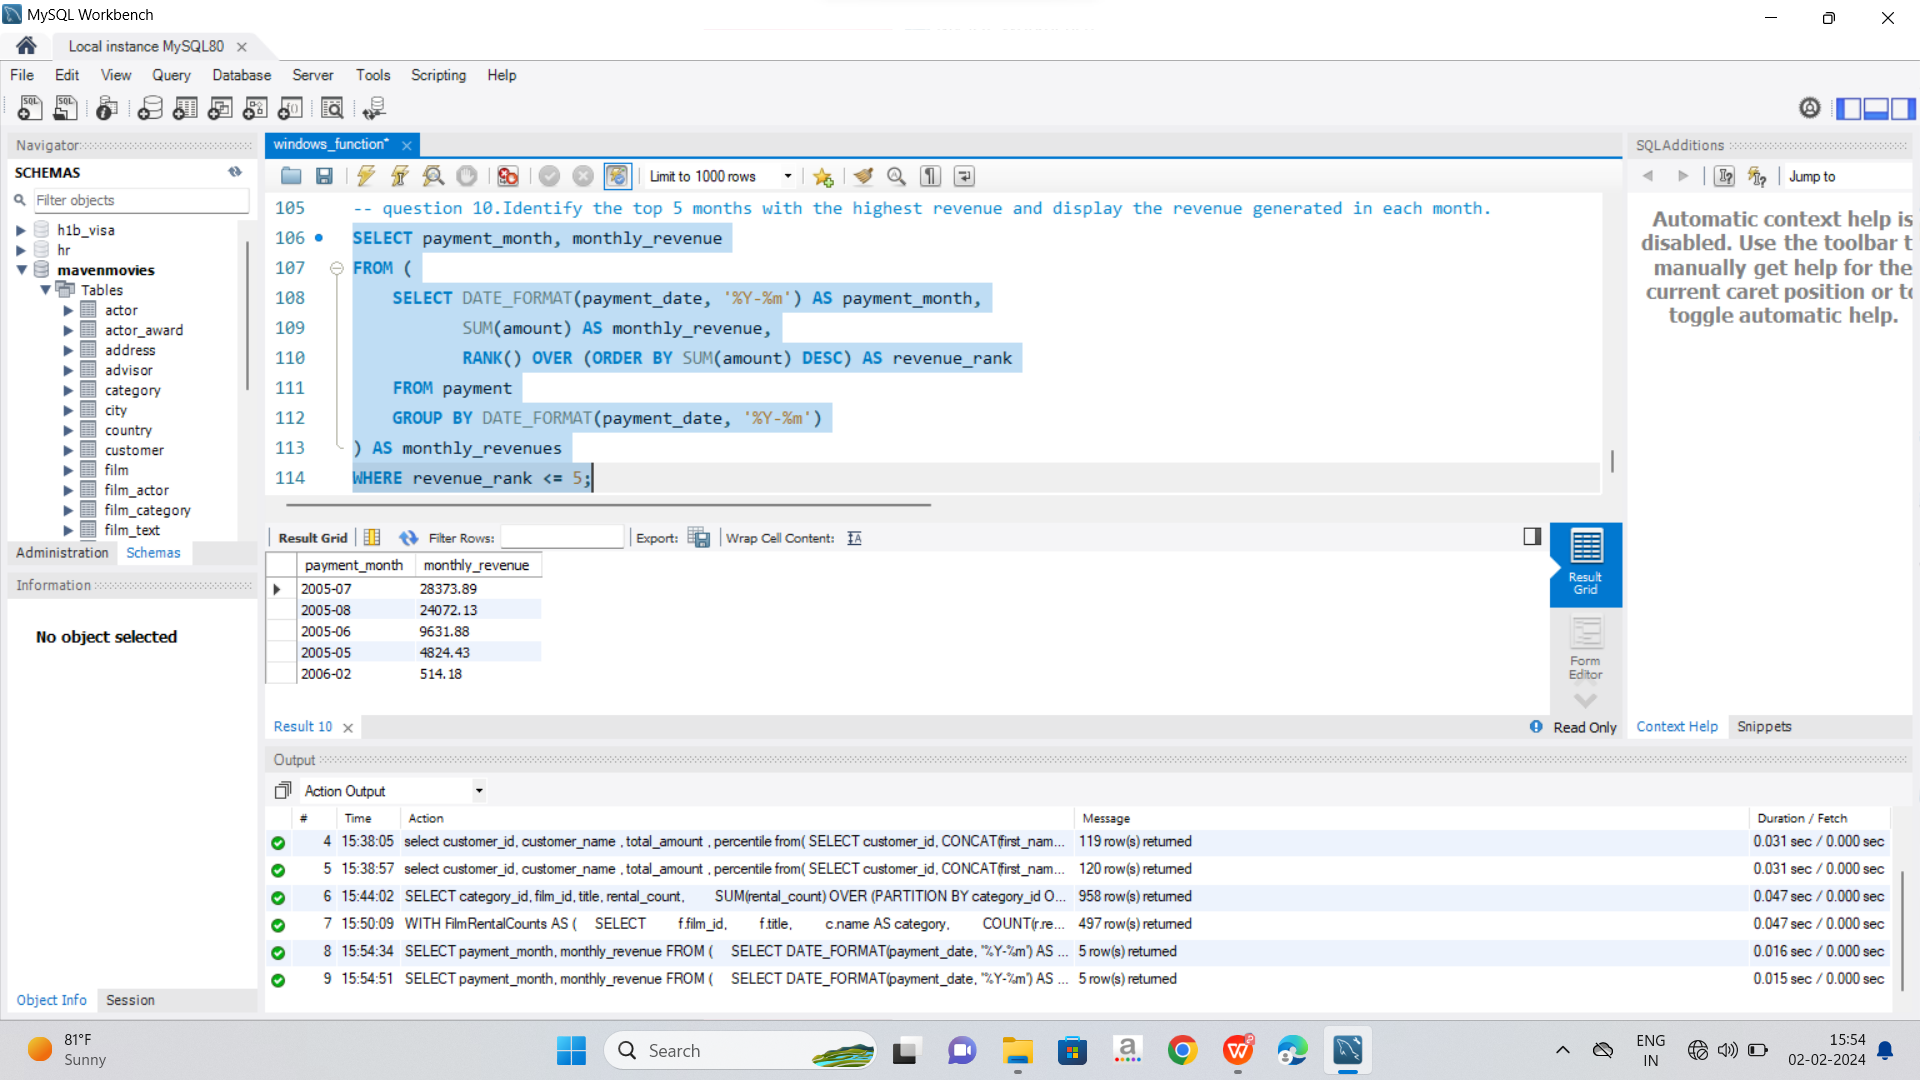 MySQL Workbench
Local instance MySQL80
File Edit View Query Database Server Tools Scripting Help
Navigator
SCHEMAS
Filter objects
h1b_visa
hr
mavenmovies
Tables
actor
actor_award
address
advisor
category
city
country
customer
film
film_actor
film_category
film_text
Administration Schemas
Information
No object selected
Object Info Session
windows_function*
Limit to 1000 rows
105 -- question 10.Identify the top 5 months with the highest revenue and display the revenue generated in each month.
106 SELECT payment_month, monthly_revenue
107 FROM (
108 SELECT DATE_FORMAT(payment_date, '%Y-%m') AS payment_month,
109 SUM(amount) AS monthly_revenue,
110 RANK() OVER (ORDER BY SUM(amount) DESC) AS revenue_rank
111 FROM payment
112 GROUP BY DATE_FORMAT(payment_date, '%Y-%m')
113 ) AS monthly_revenues
114 WHERE revenue_rank <= 5;
Result Grid Filter Rows: Export: Wrap Cell Content:
payment_month monthly_revenue
2005-07 28373.89
2005-08 24072.13
2005-06 9631.88
2005-05 4824.43
2006-02 514.18
Result Grid
Form Editor
Result 10
Read Only
SQLAdditions
Jump to
Automatic context help is
disabled. Use the toolbar t
manually get help for the
current caret position or to
toggle automatic help.
Context Help Snippets
Output
Action Output
# Time Action Message Duration / Fetch
4 15:38:05 select customer_id, customer_name , total_amount , percentile from( SELECT customer_id, CONCAT(first_nam... 119 row(s) returned 0.031 sec / 0.000 sec
5 15:38:57 select customer_id, customer_name , total_amount , percentile from( SELECT customer_id, CONCAT(first_nam... 120 row(s) returned 0.031 sec / 0.000 sec
6 15:44:02 SELECT category_id, film_id, title, rental_count, SUM(rental_count) OVER (PARTITION BY category_id O... 958 row(s) returned 0.047 sec / 0.000 sec
7 15:50:09 WITH FilmRentalCounts AS ( SELECT f.film_id, f.title, c.name AS category, COUNT(r.re... 497 row(s) returned 0.047 sec / 0.000 sec
8 15:54:34 SELECT payment_month, monthly_revenue FROM ( SELECT DATE_FORMAT(payment_date, '%Y-%m') AS ... 5 row(s) returned 0.016 sec / 0.000 sec
9 15:54:51 SELECT payment_month, monthly_revenue FROM ( SELECT DATE_FORMAT(payment_date, '%Y-%m') AS ... 5 row(s) returned 0.015 sec / 0.000 sec
81°F
Sunny
Search
ENG
IN
15:54
02-02-2024